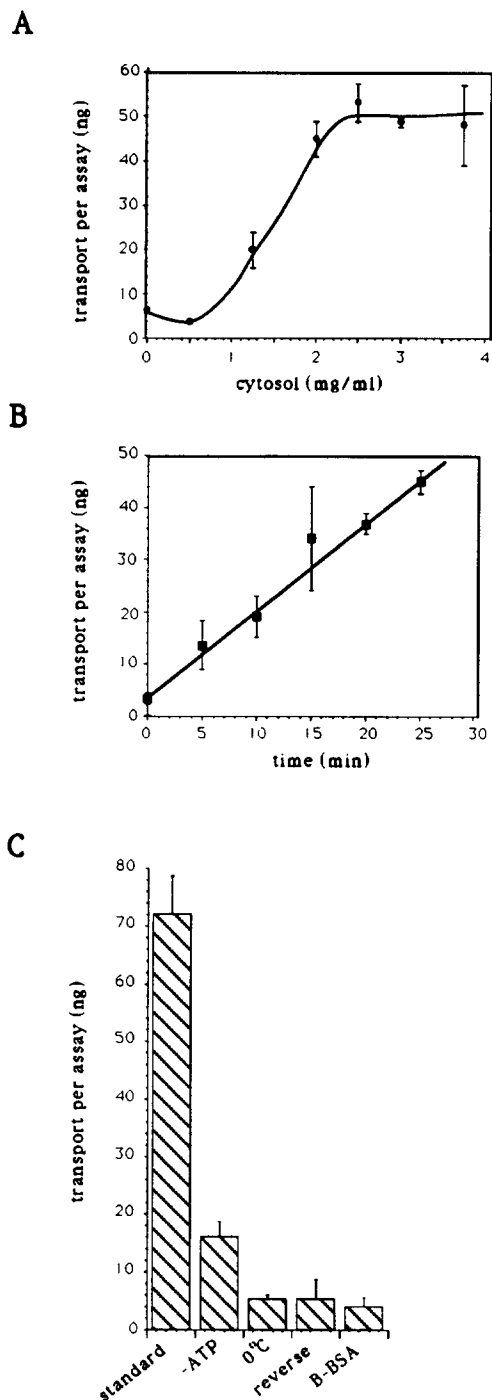 A
transport per assay (ng)
60
50
40
30
20
10
0
0 1 2 3 4
cytosol (mg/ml)
B
transport per assay (ng)
50
40
30
20
10
0
0 5 10 15 20 25 30
time (min)
C
transport per assay (ng)
80
70
60
50
40
30
20
10
0
standard
-ATP
0°C
reverse
B-BSA